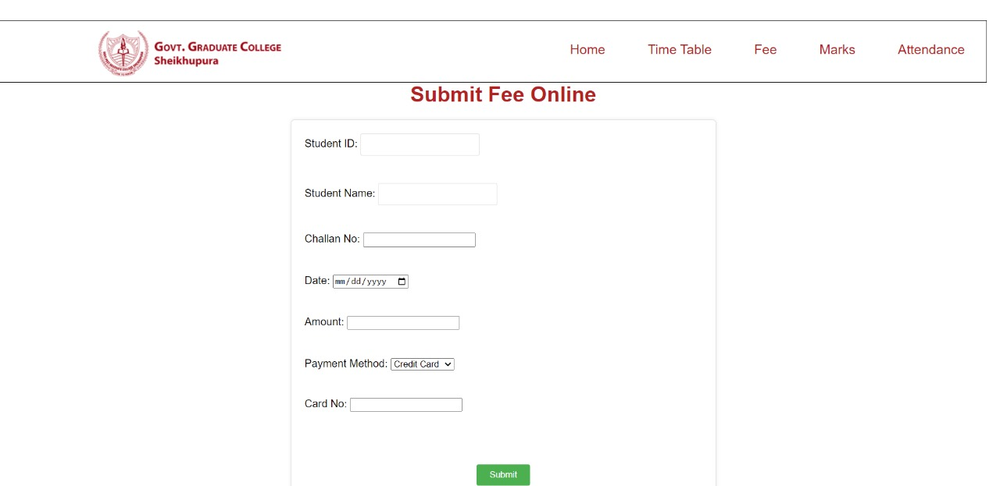 GOVT. GRADUATE COLLEGE
Sheikhupura
Home Time Table Fee Marks Attendance
Submit Fee Online
Student ID:
Student Name:
Challan No:
Date: mm/dd/yyyy
Amount:
Payment Method: Credit Card
Card No:
Submit